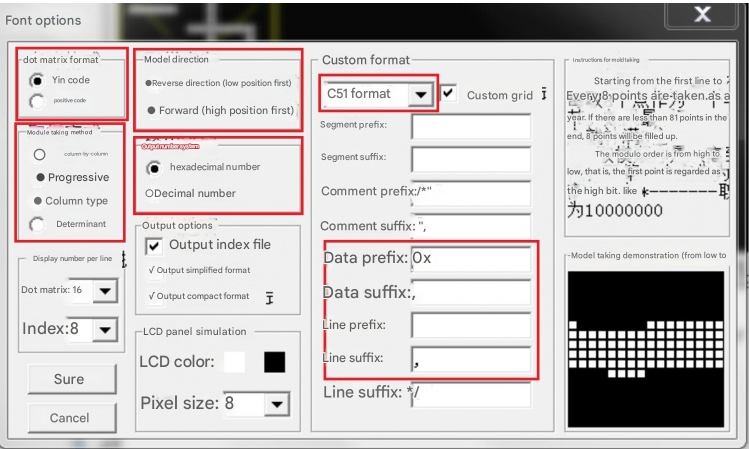 Font options
X
dot matrix format
Yin code
positive code
Module taking method
column-by-column
Progressive
Column type
Determinant
Display number per line
Dot matrix: 16
Index:8
Sure
Cancel
Model direction
Reverse direction (low position first)
Forward (high position first)
Output number system
hexadecimal number
Decimal number
Output options
Output index file
√ Output simplified format
√ Output compact format
LCD panel simulation
LCD color:
Pixel size: 8
Custom format
C51 format
Custom grid
Segment prefix:
Segment suffix:
Comment prefix:/*"
Comment suffix: ",
Data prefix: 0x
Data suffix:,
Line prefix:
Line suffix: ,
Line suffix: */
Instructions for mold taking
Starting from the first line to
Every 8 points are taken as a
year. If there are less than 81 points in the
end, 8 points will be filled up.
The modulo order is from high to
low, that is, the first point is regarded as
the high bit. like *--------
为10000000
Model taking demonstration (from low to